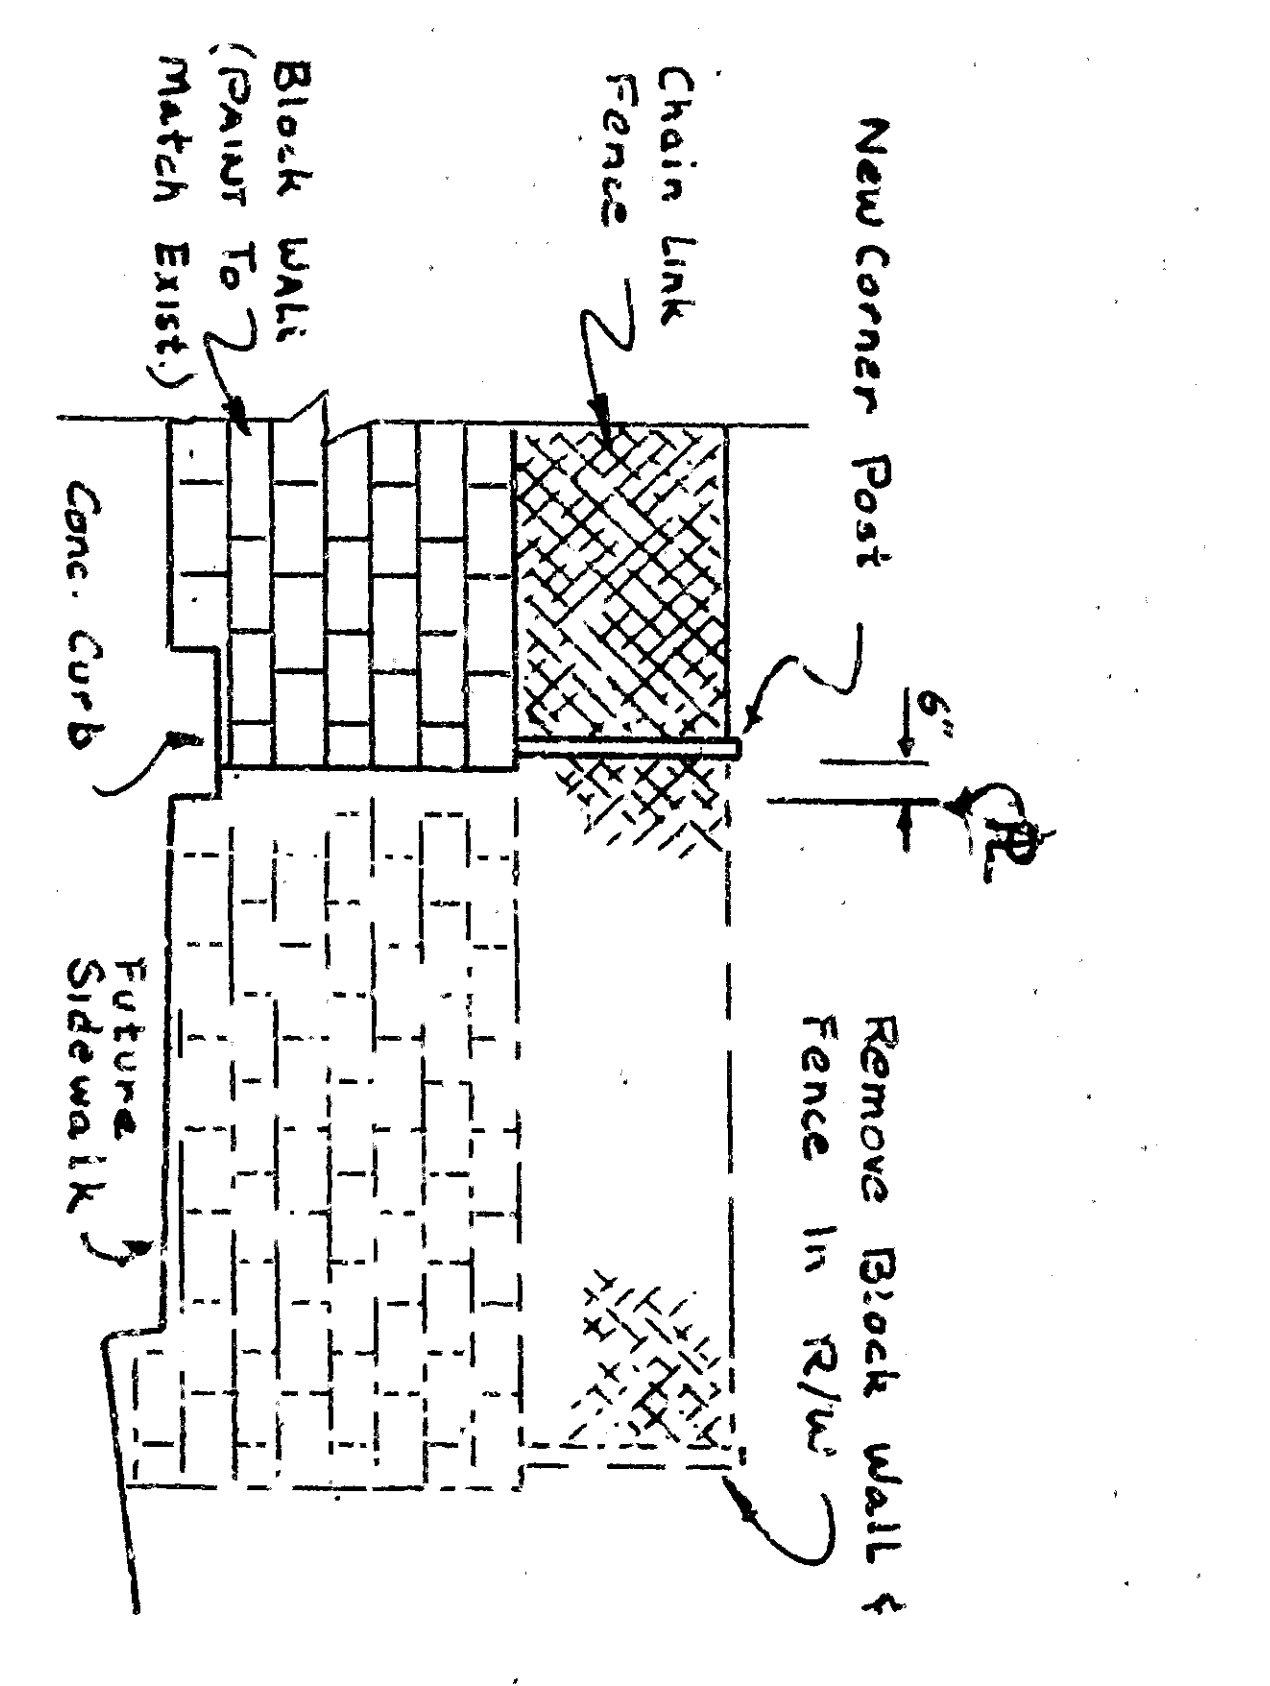 New Corner Post
Chain Link
Fence
Block Wall
(PAINT To
Match Exist.)
6"
PL
Remove Block Wall &
Fence In R/W
Conc. Curb
Future
Sidewalk